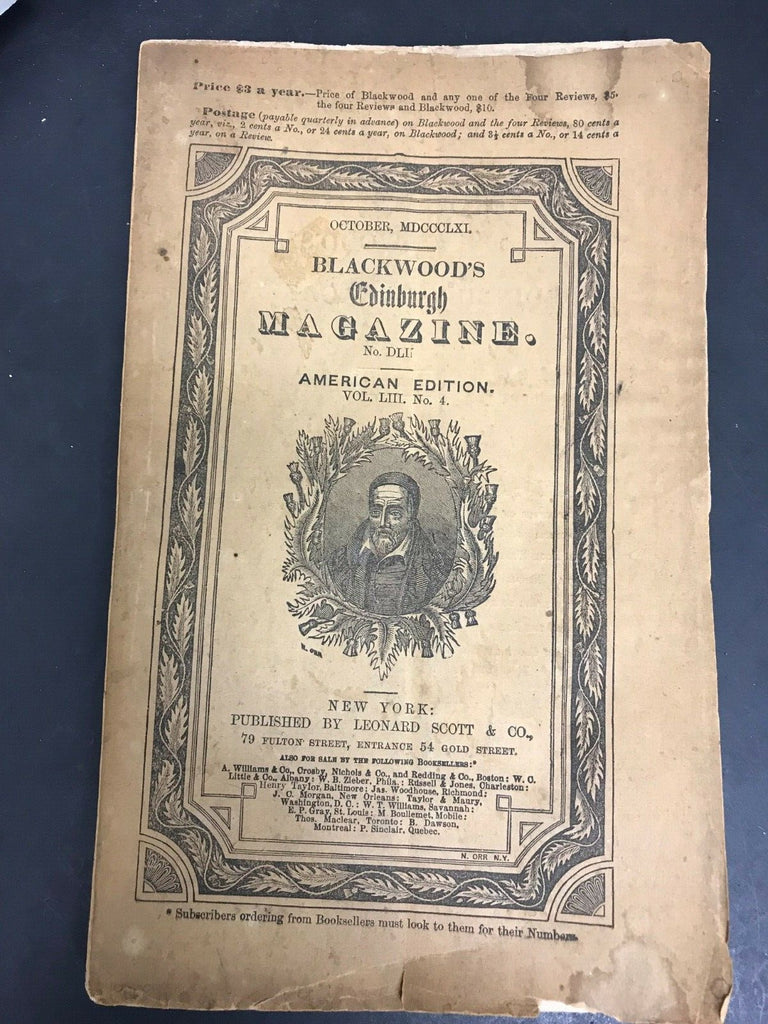 Price $3 a year.—Price of Blackwood and any one of the Four Reviews, $5.
the four Reviews and Blackwood, $10.
Postage (payable quarterly in advance) on Blackwood and the four Reviews, 80 cents a
year, viz., 2 cents a No., or 24 cents a year, on Blackwood; and 3½ cents a No., or 14 cents a
year, on a Review.
OCTOBER, MDCCCLXI.
BLACKWOOD'S
Edinburgh
MAGAZINE.
No. DLII
AMERICAN EDITION.
VOL. LIII. No. 4.
N. ORR
NEW YORK:
PUBLISHED BY LEONARD SCOTT & CO.,
79 FULTON STREET, ENTRANCE 54 GOLD STREET.
ALSO FOR SALE BY THE FOLLOWING BOOKSELLERS:*
A. Williams & Co., Crosby, Nichols & Co., and Redding & Co., Boston: W. C.
Little & Co., Albany: W. B. Zieber, Phila.: Russell & Jones, Charleston:
Henry Taylor, Baltimore: Jas. Woodhouse, Richmond:
J. C. Morgan, New Orleans: Taylor & Maury,
Washington, D. C.: W. T. Williams, Savannah:
E. P. Gray, St. Louis: M. Boullemet, Mobile:
Thos. Maclear, Toronto: B. Dawson,
Montreal: P. Sinclair, Quebec.
N. ORR N.Y.
* Subscribers ordering from Booksellers must look to them for their Numbers.